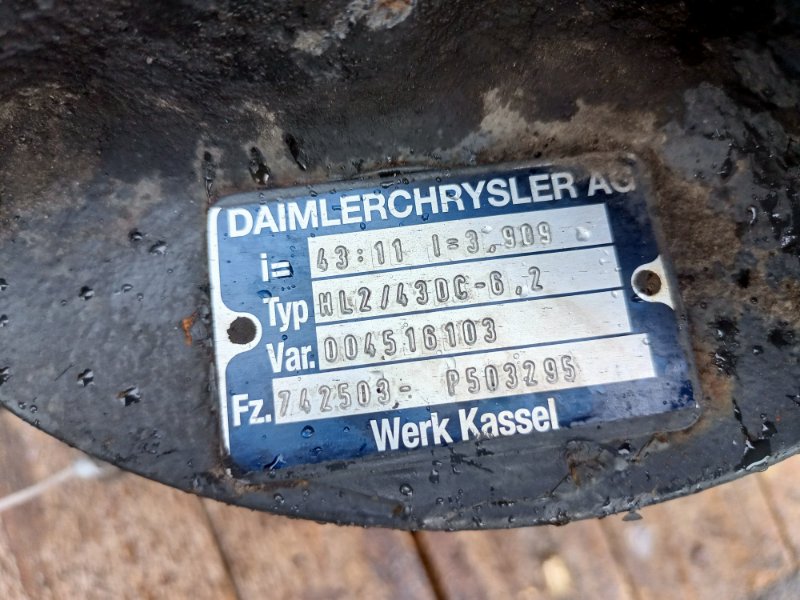 DAIMLERCHRYSLER AG
i= 43:11 I=3,909
Typ HL2/43DC-6,2
Var. 004516103
Fz. 742503- P503295
Werk Kassel